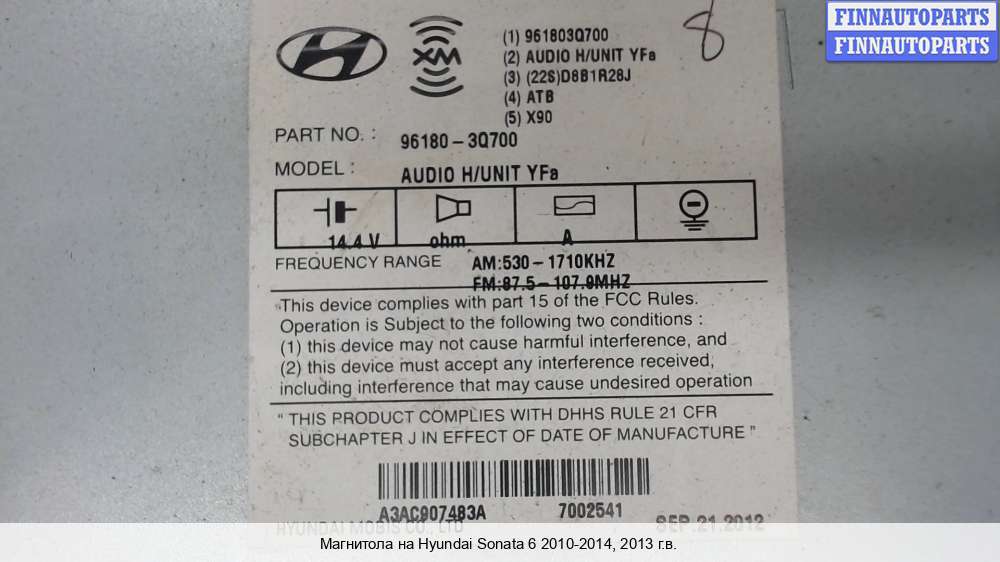 FINNAUTOPARTS
FINNAUTOPARTS
8
XM
(1) 961803Q700
(2) AUDIO H/UNIT YFa
(3) (22S)D8B1R28J
(4) ATB
(5) X90
PART NO. : 96180-3Q700
MODEL : AUDIO H/UNIT YFa
14.4 V ohm A
FREQUENCY RANGE AM:530-1710KHZ
FM:87.5-107.9MHZ
This device complies with part 15 of the FCC Rules.
Operation is Subject to the following two conditions :
(1) this device may not cause harmful interference, and
(2) this device must accept any interference received,
including interference that may cause undesired operation
" THIS PRODUCT COMPLIES WITH DHHS RULE 21 CFR
SUBCHAPTER J IN EFFECT OF DATE OF MANUFACTURE "
A3AC907483A 7002541
HYUNDAI MOBIS CO., LTD SEP.21.2012
Магнитола на Hyundai Sonata 6 2010-2014, 2013 г.в.